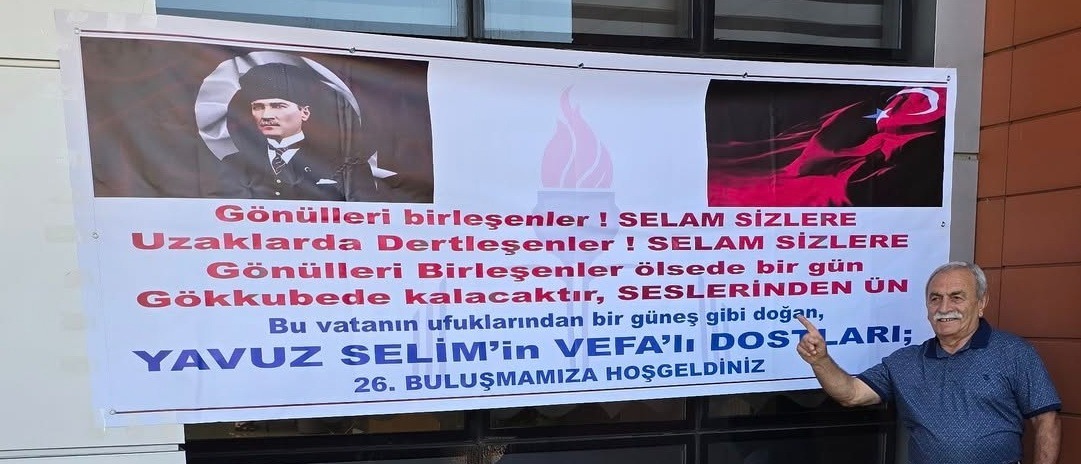 Gönülleri birleşenler ! SELAM SİZLERE
Uzaklarda Dertleşenler ! SELAM SİZLERE
Gönülleri Birleşenler ölsede bir gün
Gökkubede kalacaktır, SESLERİNDEN ÜN
Bu vatanın ufuklarından bir güneş gibi doğan,
YAVUZ SELİM'in VEFA'lı DOSTLARI;
26. BULUŞMAMIZA HOŞGELDİNİZ